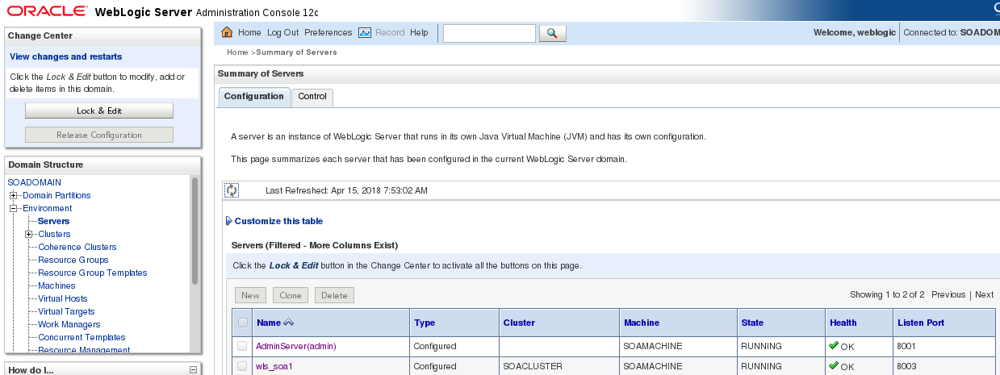 ORACLE WebLogic Server Administration Console 12c
Change Center
View changes and restarts
Click the Lock & Edit button to modify, add or
delete items in this domain.
Lock & Edit
Release Configuration
Domain Structure
SOADOMAIN
Domain Partitions
Environment
Servers
Clusters
Coherence Clusters
Resource Groups
Resource Group Templates
Machines
Virtual Hosts
Virtual Targets
Work Managers
Concurrent Templates
Resource Management
How do I...
Home Log Out Preferences Record Help
Welcome, weblogic Connected to: SOADOM
Home >Summary of Servers
Summary of Servers
Configuration Control
A server is an instance of WebLogic Server that runs in its own Java Virtual Machine (JVM) and has its own configuration.
This page summarizes each server that has been configured in the current WebLogic Server domain.
Last Refreshed: Apr 15, 2018 7:53:02 AM
Customize this table
Servers (Filtered - More Columns Exist)
Click the Lock & Edit button in the Change Center to activate all the buttons on this page.
New Clone Delete Showing 1 to 2 of 2 Previous | Next
Name Type Cluster Machine State Health Listen Port
AdminServer(admin) Configured SOAMACHINE RUNNING OK 8001
wls_soa1 Configured SOACLUSTER SOAMACHINE RUNNING OK 8003